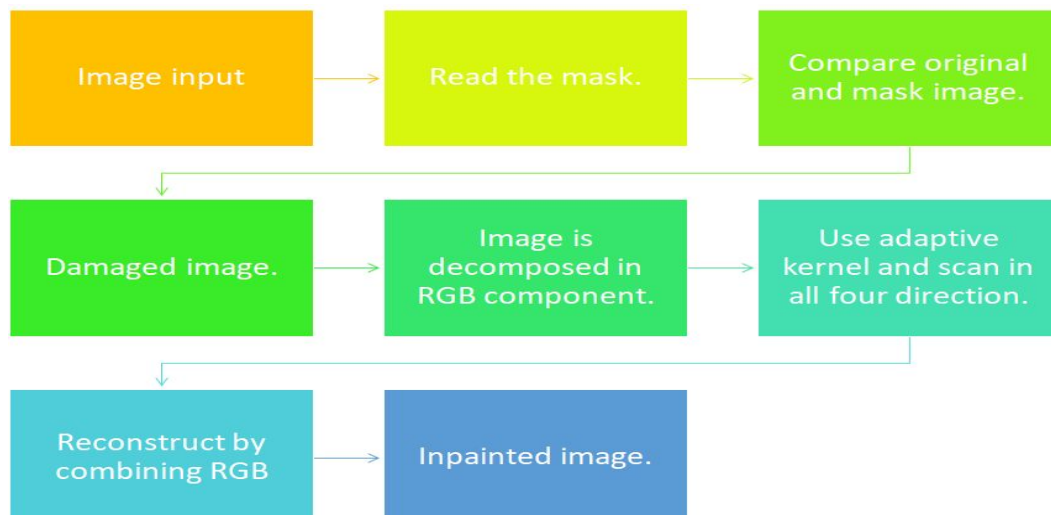 Image input
Read the mask.
Compare original
and mask image.
Damaged image.
Image is
decomposed in
RGB component.
Use adaptive
kernel and scan in
all four direction.
Reconstruct by
combining RGB
Inpainted image.